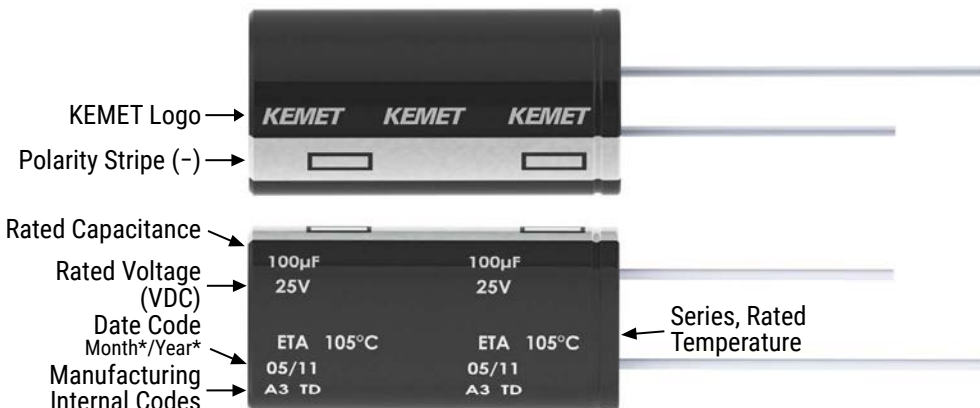 KEMET Logo
KEMET KEMET KEMET
Polarity Stripe (-)
Rated Capacitance
Rated Voltage
(VDC)
Date Code
Month*/Year*
Manufacturing
Internal Codes
100µF 100µF
25V 25V
ETA 105°C ETA 105°C
05/11 05/11
A3 TD A3 TD
Series, Rated
Temperature